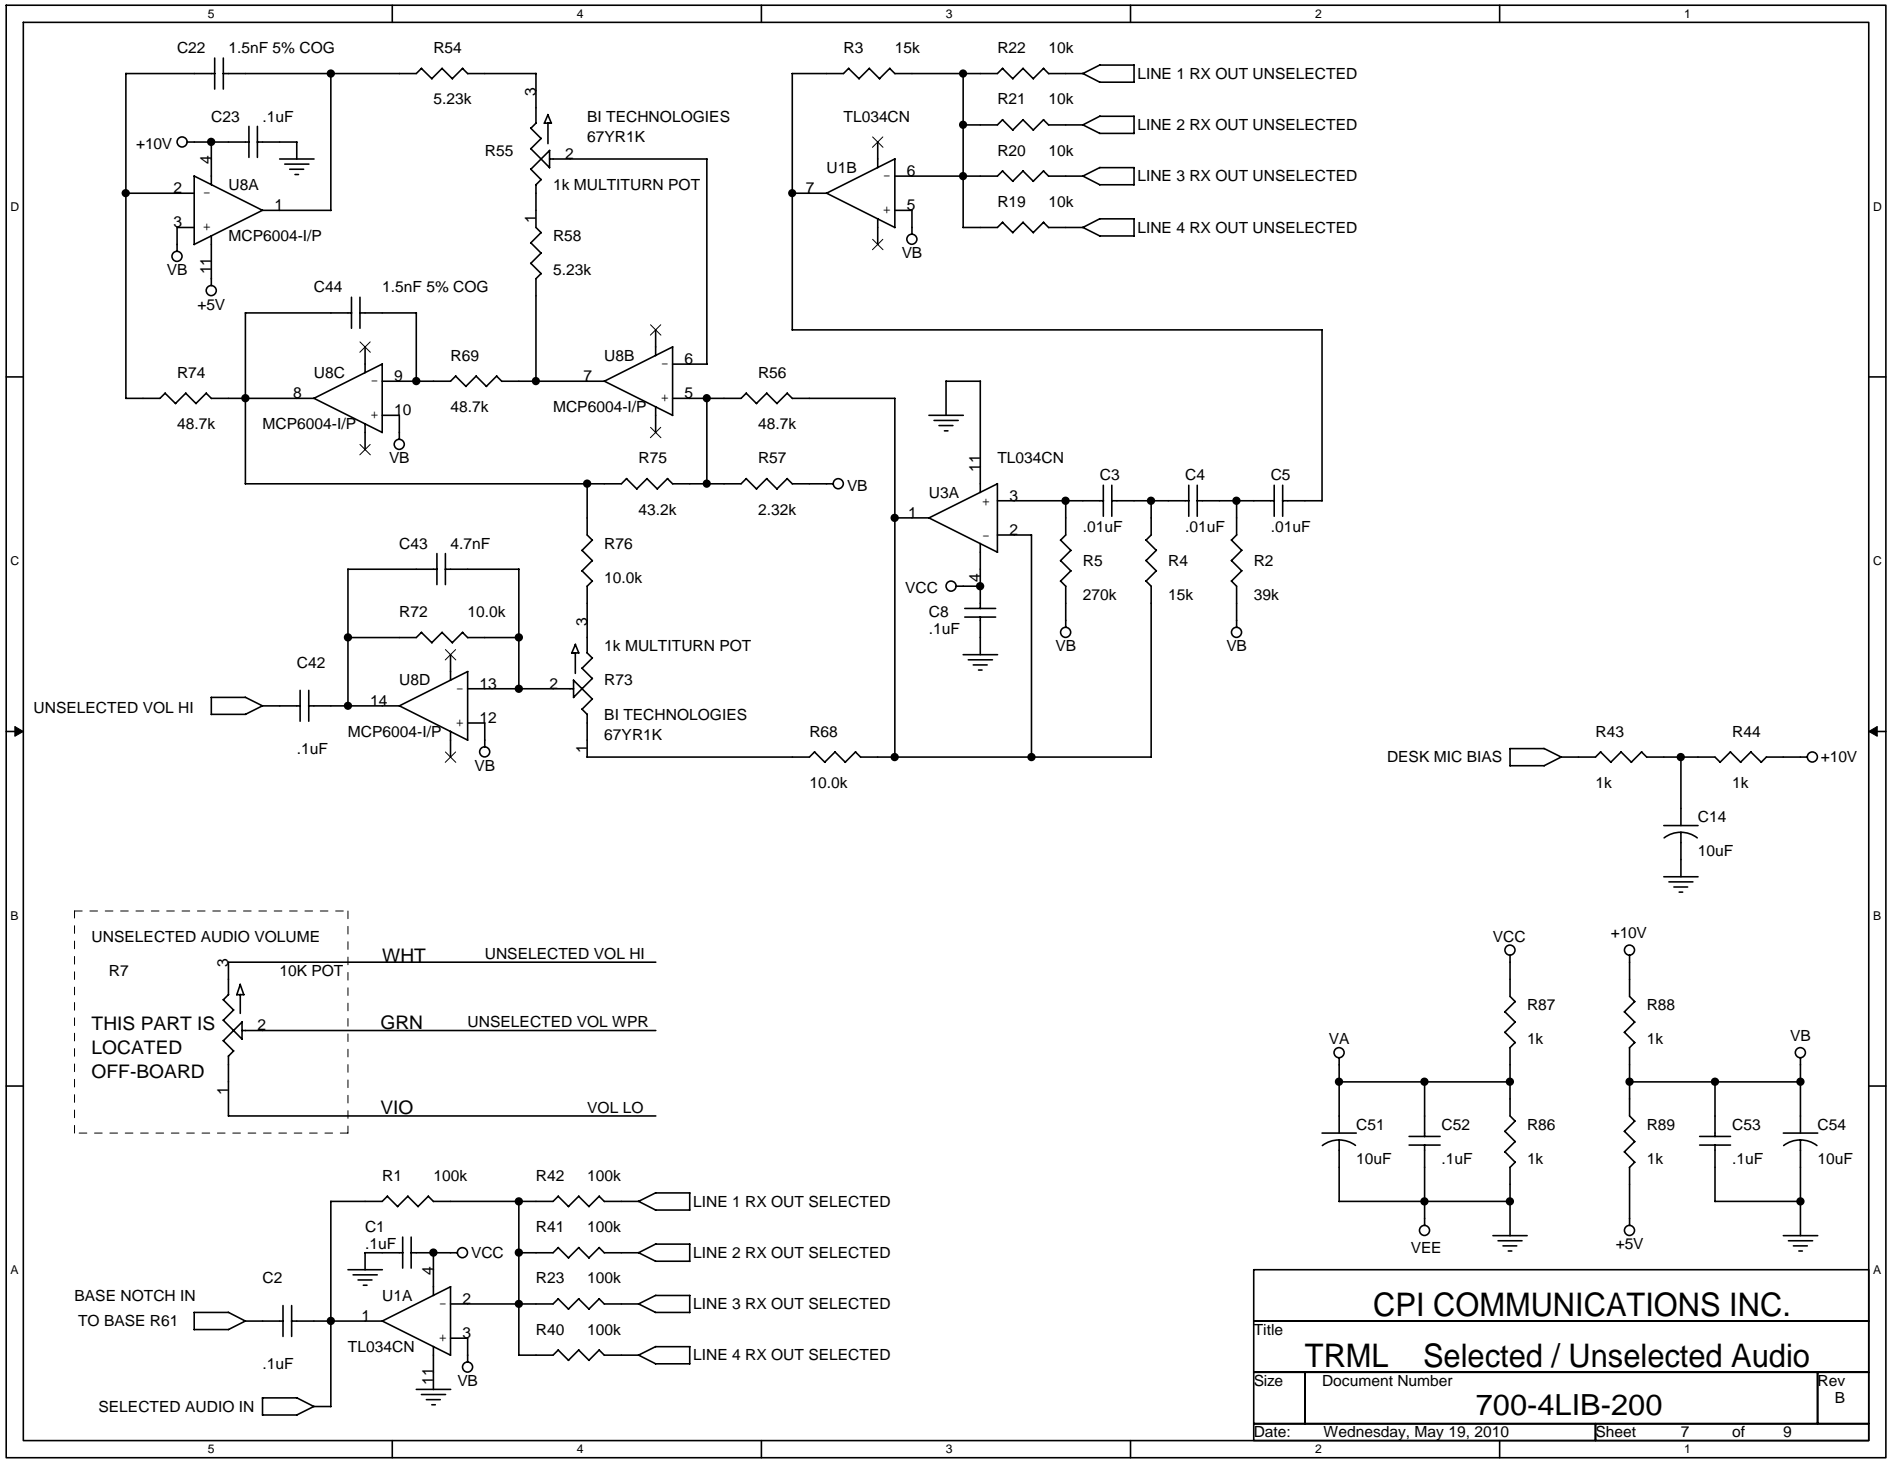 5 4 3 2 1
C22 1.5nF 5% COG R54
5.23k
C23 .1uF
+10V
4
2
3
U8A
1
MCP6004-I/P
VB
11
+5V
3
BI TECHNOLOGIES
67YR1K
R55
2
1k MULTITURN POT
1
R58
5.23k
C44 1.5nF 5% COG
R74
48.7k
8
U8C
9
10
MCP6004-I/P
VB
R69
48.7k
7
U8B
6
5
MCP6004-I/P
R56
48.7k
R75
43.2k
R57
2.32k
VB
R3 15k
R22 10k
LINE 1 RX OUT UNSELECTED
R21 10k
LINE 2 RX OUT UNSELECTED
R20 10k
LINE 3 RX OUT UNSELECTED
R19 10k
LINE 4 RX OUT UNSELECTED
TL034CN
U1B
7
6
5
VB
D
D
TL034CN
11
U3A
1
3
2
4
VCC
C8
.1uF
C3
.01uF
C4
.01uF
C5
.01uF
R5
270k
VB
R4
15k
R2
39k
VB
C
C
C43 4.7nF
R72 10.0k
R76
10.0k
3
1k MULTITURN POT
R73
2
BI TECHNOLOGIES
67YR1K
1
C42
.1uF
UNSELECTED VOL HI
14
U8D
13
12
MCP6004-I/P
VB
R68
10.0k
DESK MIC BIAS
R43
1k
R44
1k
+10V
C14
10uF
B
B
UNSELECTED AUDIO VOLUME
R7
3
10K POT
WHT UNSELECTED VOL HI
THIS PART IS
LOCATED
OFF-BOARD
2
GRN UNSELECTED VOL WPR
1
VIO VOL LO
VCC
+10V
R87
1k
R88
1k
VA
VB
C51
10uF
C52
.1uF
R86
1k
R89
1k
C53
.1uF
C54
10uF
VEE
+5V
R1 100k
R42 100k
LINE 1 RX OUT SELECTED
R41 100k
LINE 2 RX OUT SELECTED
R23 100k
LINE 3 RX OUT SELECTED
R40 100k
LINE 4 RX OUT SELECTED
C1
.1uF
VCC
4
U1A
1
2
3
TL034CN
11
VB
C2
.1uF
BASE NOTCH IN
TO BASE R61
SELECTED AUDIO IN
A
A
CPI COMMUNICATIONS INC.
Title
TRML Selected / Unselected Audio
Size Document Number Rev
700-4LIB-200 B
Date: Wednesday, May 19, 2010 Sheet 7 of 9
5 4 3 2 1